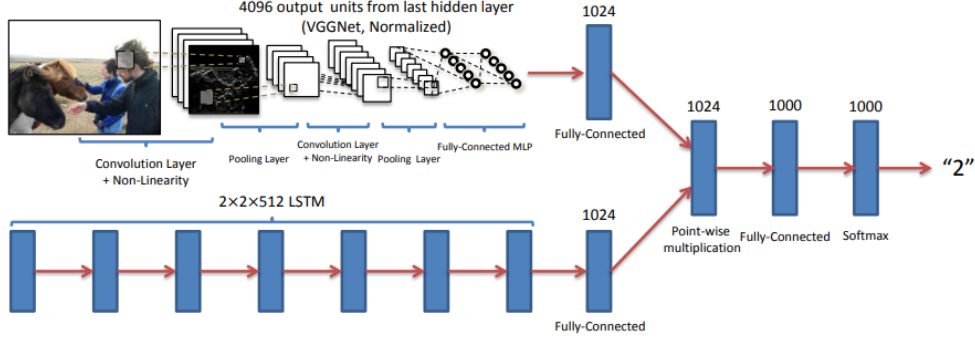 4096 output units from last hidden layer
(VGGNet, Normalized)
1024
Convolution Layer
+ Non-Linearity
Pooling Layer
Convolution Layer
+ Non-Linearity
Pooling Layer
Fully-Connected MLP
Fully-Connected
1024
1000
1000
"2"
Point-wise
multiplication
Fully-Connected
Softmax
2×2×512 LSTM
1024
Fully-Connected